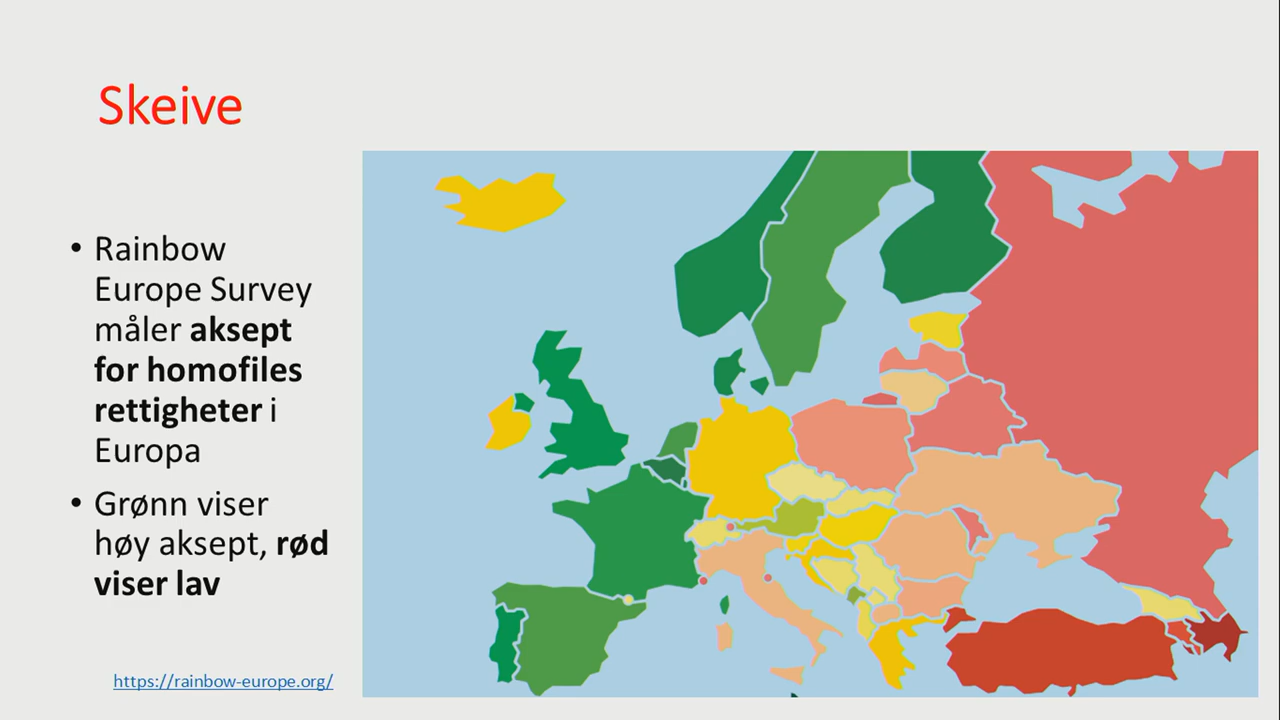 Skeive
• Rainbow
Europe Survey
måler aksept
for homofiles
rettigheter i
Europa
• Grønn viser
høy aksept, rød
viser lav
https://rainbow-europe.org/